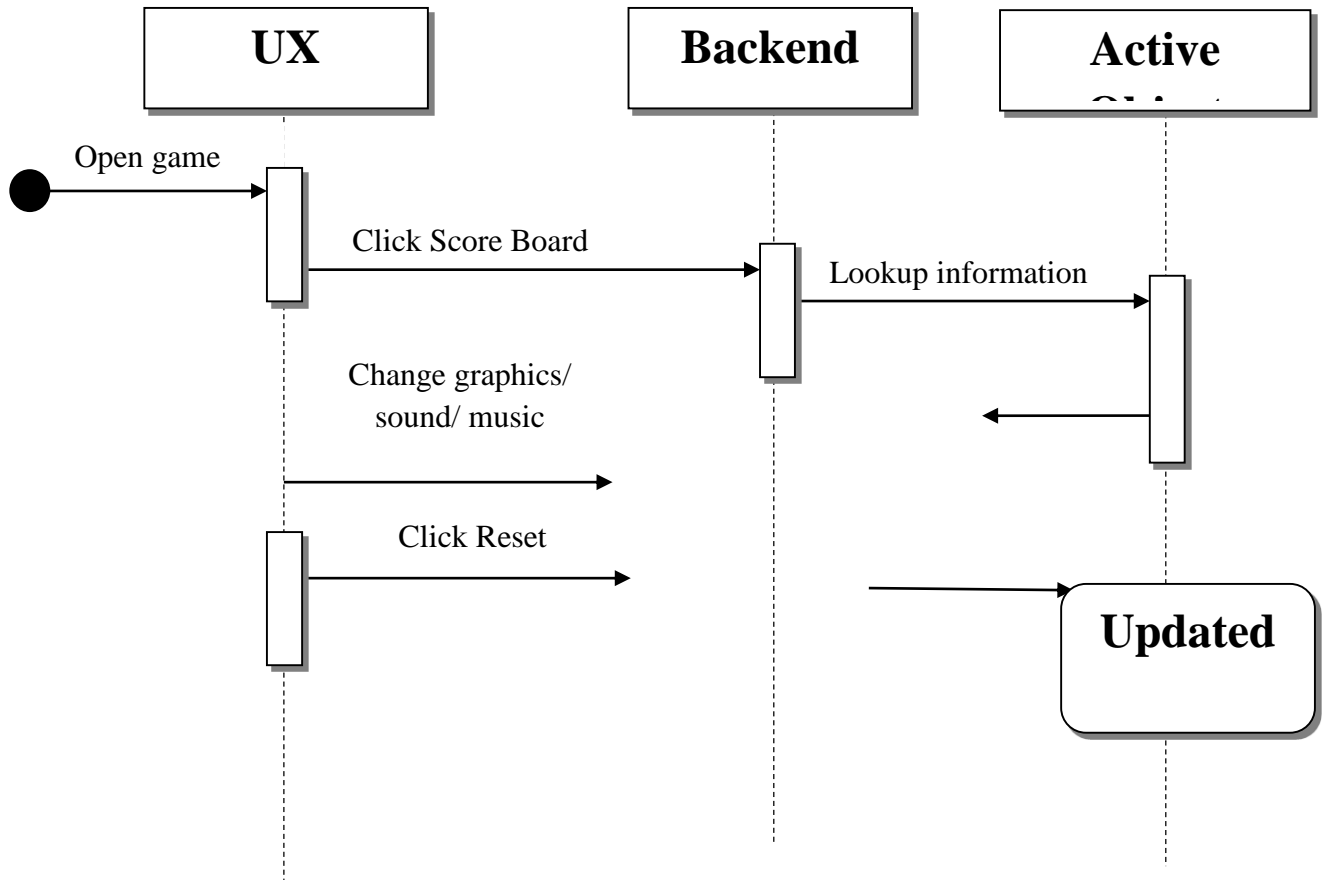 UX
Backend
Active
Open game
Click Score Board
Lookup information
Change graphics/
sound/ music
Click Reset
Updated